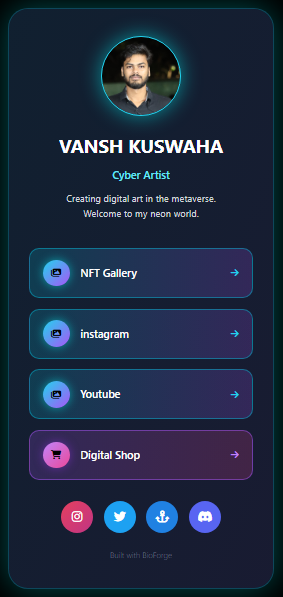 VANSH KUSWAHA
Cyber Artist
Creating digital art in the metaverse.
Welcome to my neon world.
NFT Gallery
instagram
Youtube
Digital Shop
Built with BioForge